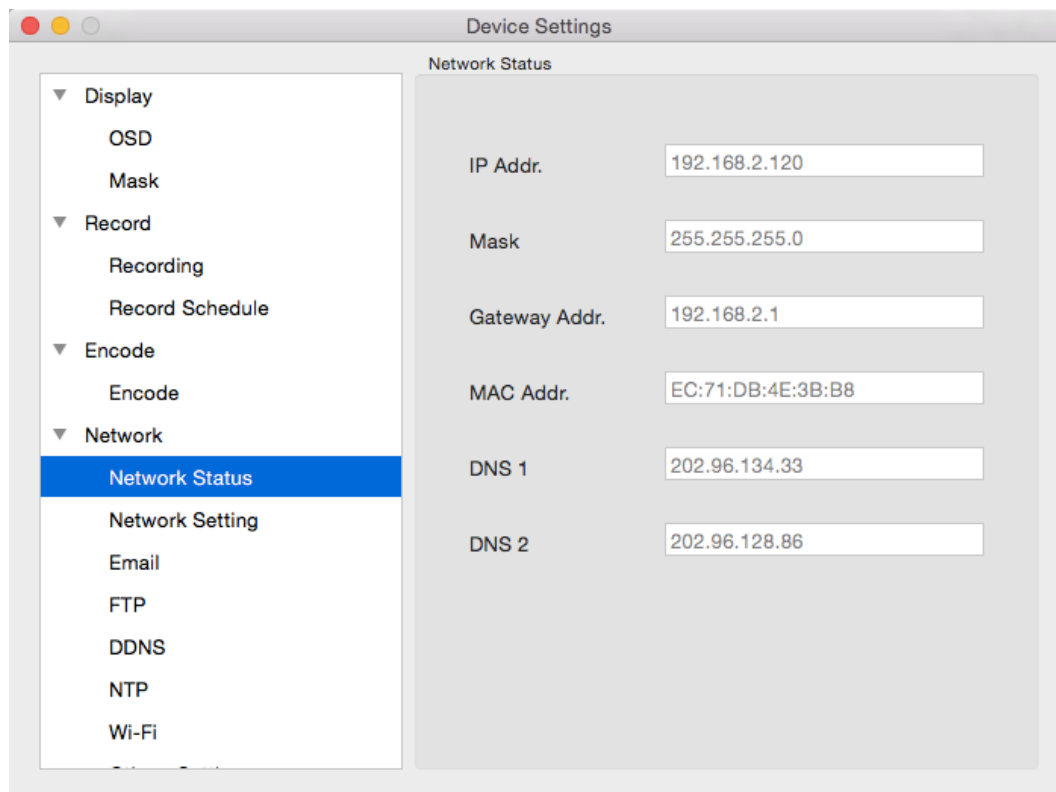 Device Settings
Display
OSD
Mask
Record
Recording
Record Schedule
Encode
Encode
Network
Network Status
Network Setting
Email
FTP
DDNS
NTP
Wi-Fi
Network Status
IP Addr. 192.168.2.120
Mask 255.255.255.0
Gateway Addr. 192.168.2.1
MAC Addr. EC:71:DB:4E:3B:B8
DNS 1 202.96.134.33
DNS 2 202.96.128.86